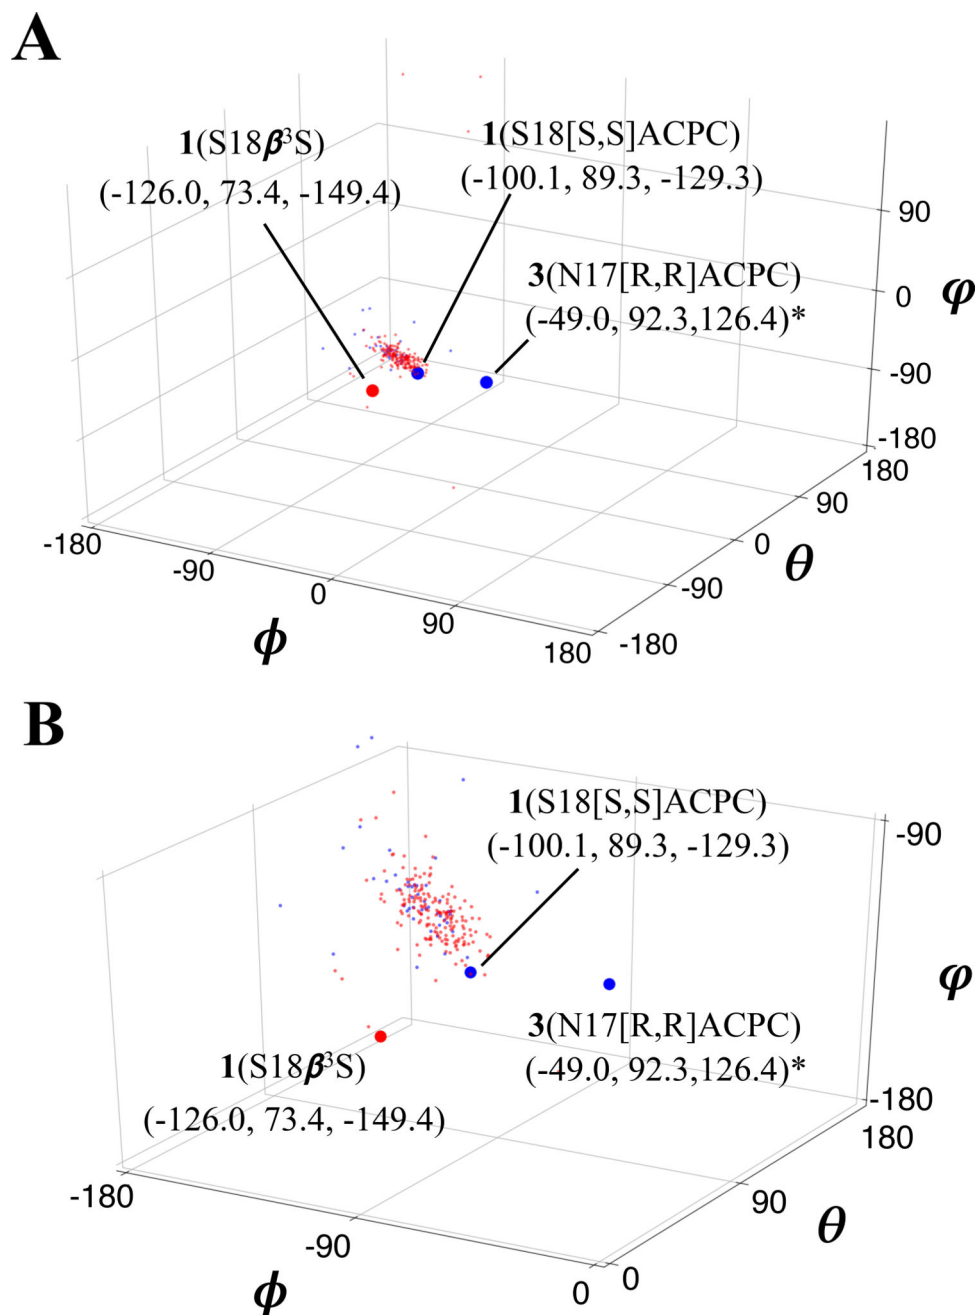 A
1(S18β³S)
(-126.0, 73.4, -149.4)
1(S18[S,S]ACPC)
(-100.1, 89.3, -129.3)
3(N17[R,R]ACPC)
(-49.0, 92.3,126.4)*
90
0
-90
-180
φ
180
90
0
-90
-180
θ
-180
-90
0
90
180
ϕ
B
1(S18[S,S]ACPC)
(-100.1, 89.3, -129.3)
3(N17[R,R]ACPC)
(-49.0, 92.3,126.4)*
1(S18β³S)
(-126.0, 73.4, -149.4)
-90
-180
φ
180
90
0
θ
-180
-90
0
ϕ